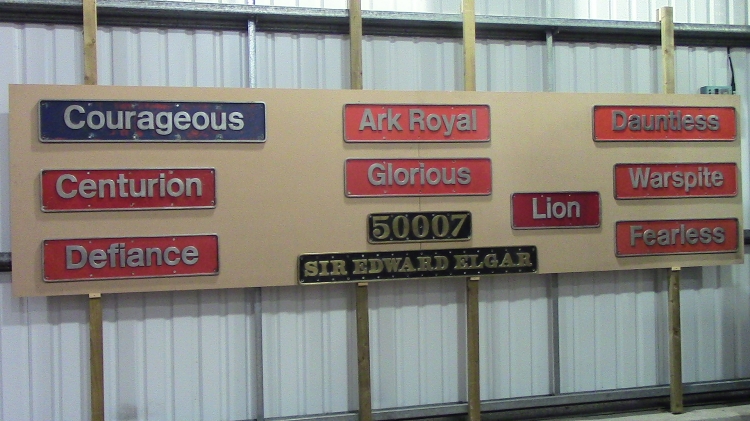 Courageous
Centurion
Defiance
Ark Royal
Glorious
50007
SIR EDWARD ELGAR
Lion
Dauntless
Warspite
Fearless